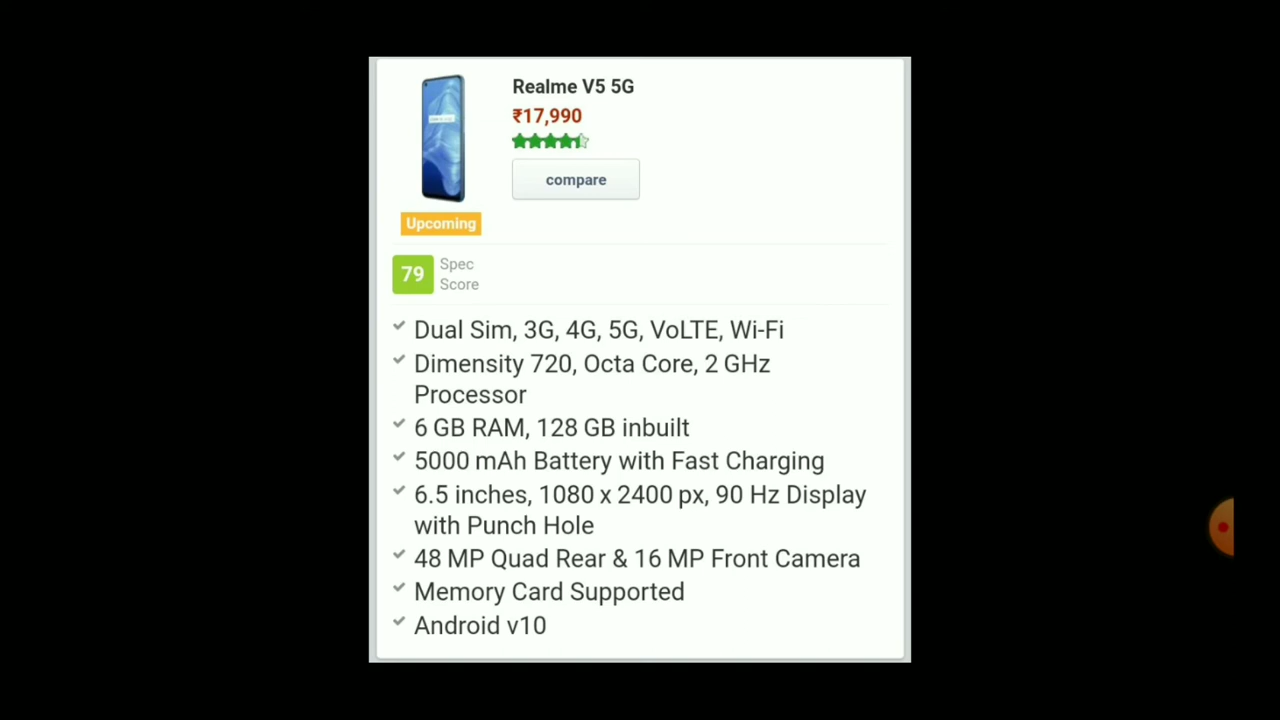 Realme V5 5G
₹17,990
compare
Upcoming
79 Spec
Score
Dual Sim, 3G, 4G, 5G, VoLTE, Wi-Fi
Dimensity 720, Octa Core, 2 GHz
Processor
6 GB RAM, 128 GB inbuilt
5000 mAh Battery with Fast Charging
6.5 inches, 1080 x 2400 px, 90 Hz Display
with Punch Hole
48 MP Quad Rear & 16 MP Front Camera
Memory Card Supported
Android v10